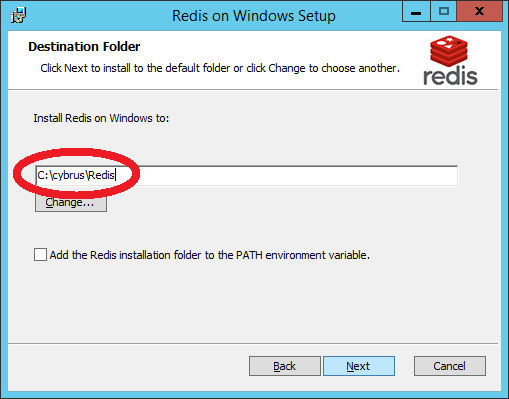 Redis on Windows Setup
Destination Folder
Click Next to install to the default folder or click Change to choose another.
redis
Install Redis on Windows to:
C:\cybrus\Redis
Change...
Add the Redis installation folder to the PATH environment variable.
Back
Next
Cancel